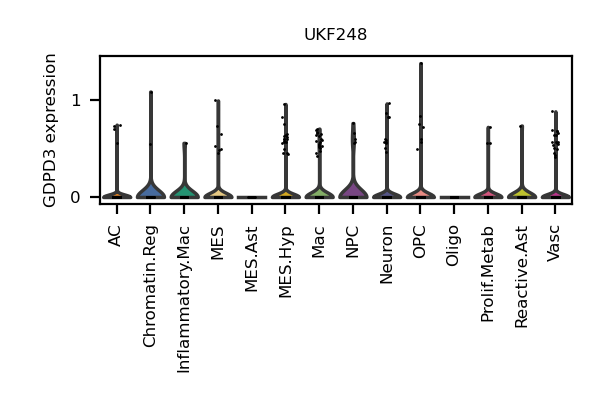 UKF248
GDPD3 expression
1
0
AC
Chromatin.Reg
Inflammatory.Mac
MES
MES.Ast
MES.Hyp
Mac
NPC
Neuron
OPC
Oligo
Prolif.Metab
Reactive.Ast
Vasc